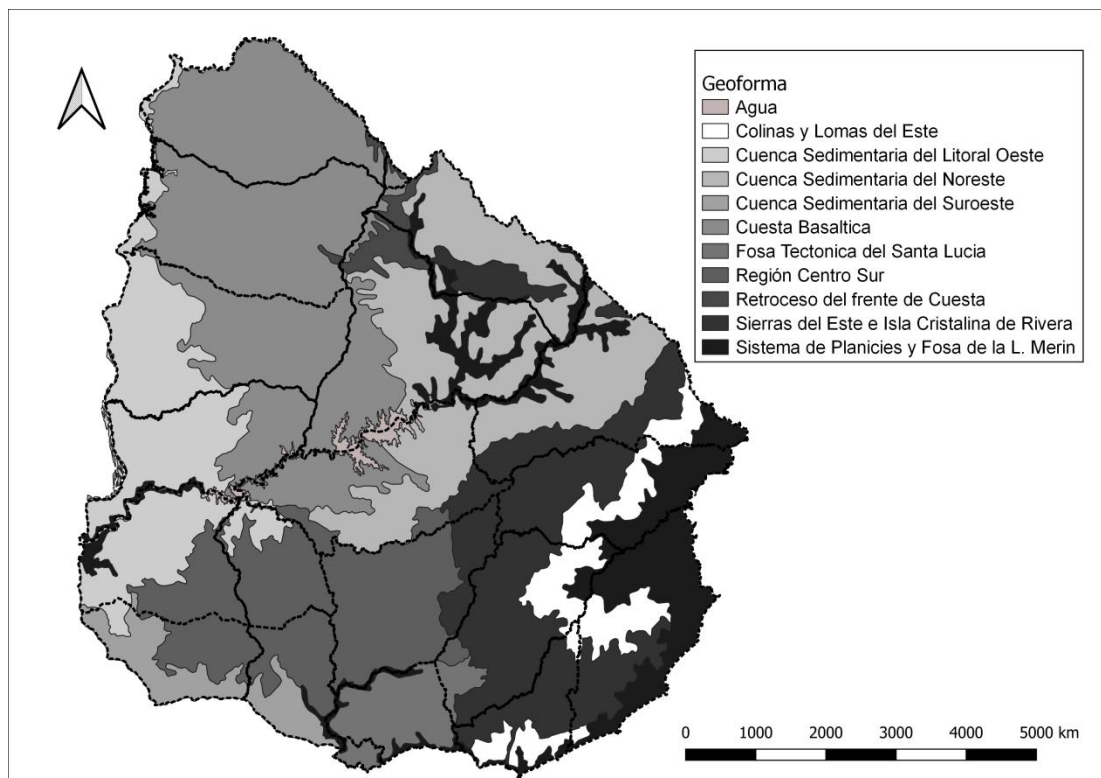 Geoforma
Agua
Colinas y Lomas del Este
Cuenca Sedimentaria del Litoral Oeste
Cuenca Sedimentaria del Noreste
Cuenca Sedimentaria del Suroeste
Cuesta Basaltica
Fosa Tectonica del Santa Lucia
Región Centro Sur
Retroceso del frente de Cuesta
Sierras del Este e Isla Cristalina de Rivera
Sistema de Planicies y Fosa de la L. Merin
0 1000 2000 3000 4000 5000 km